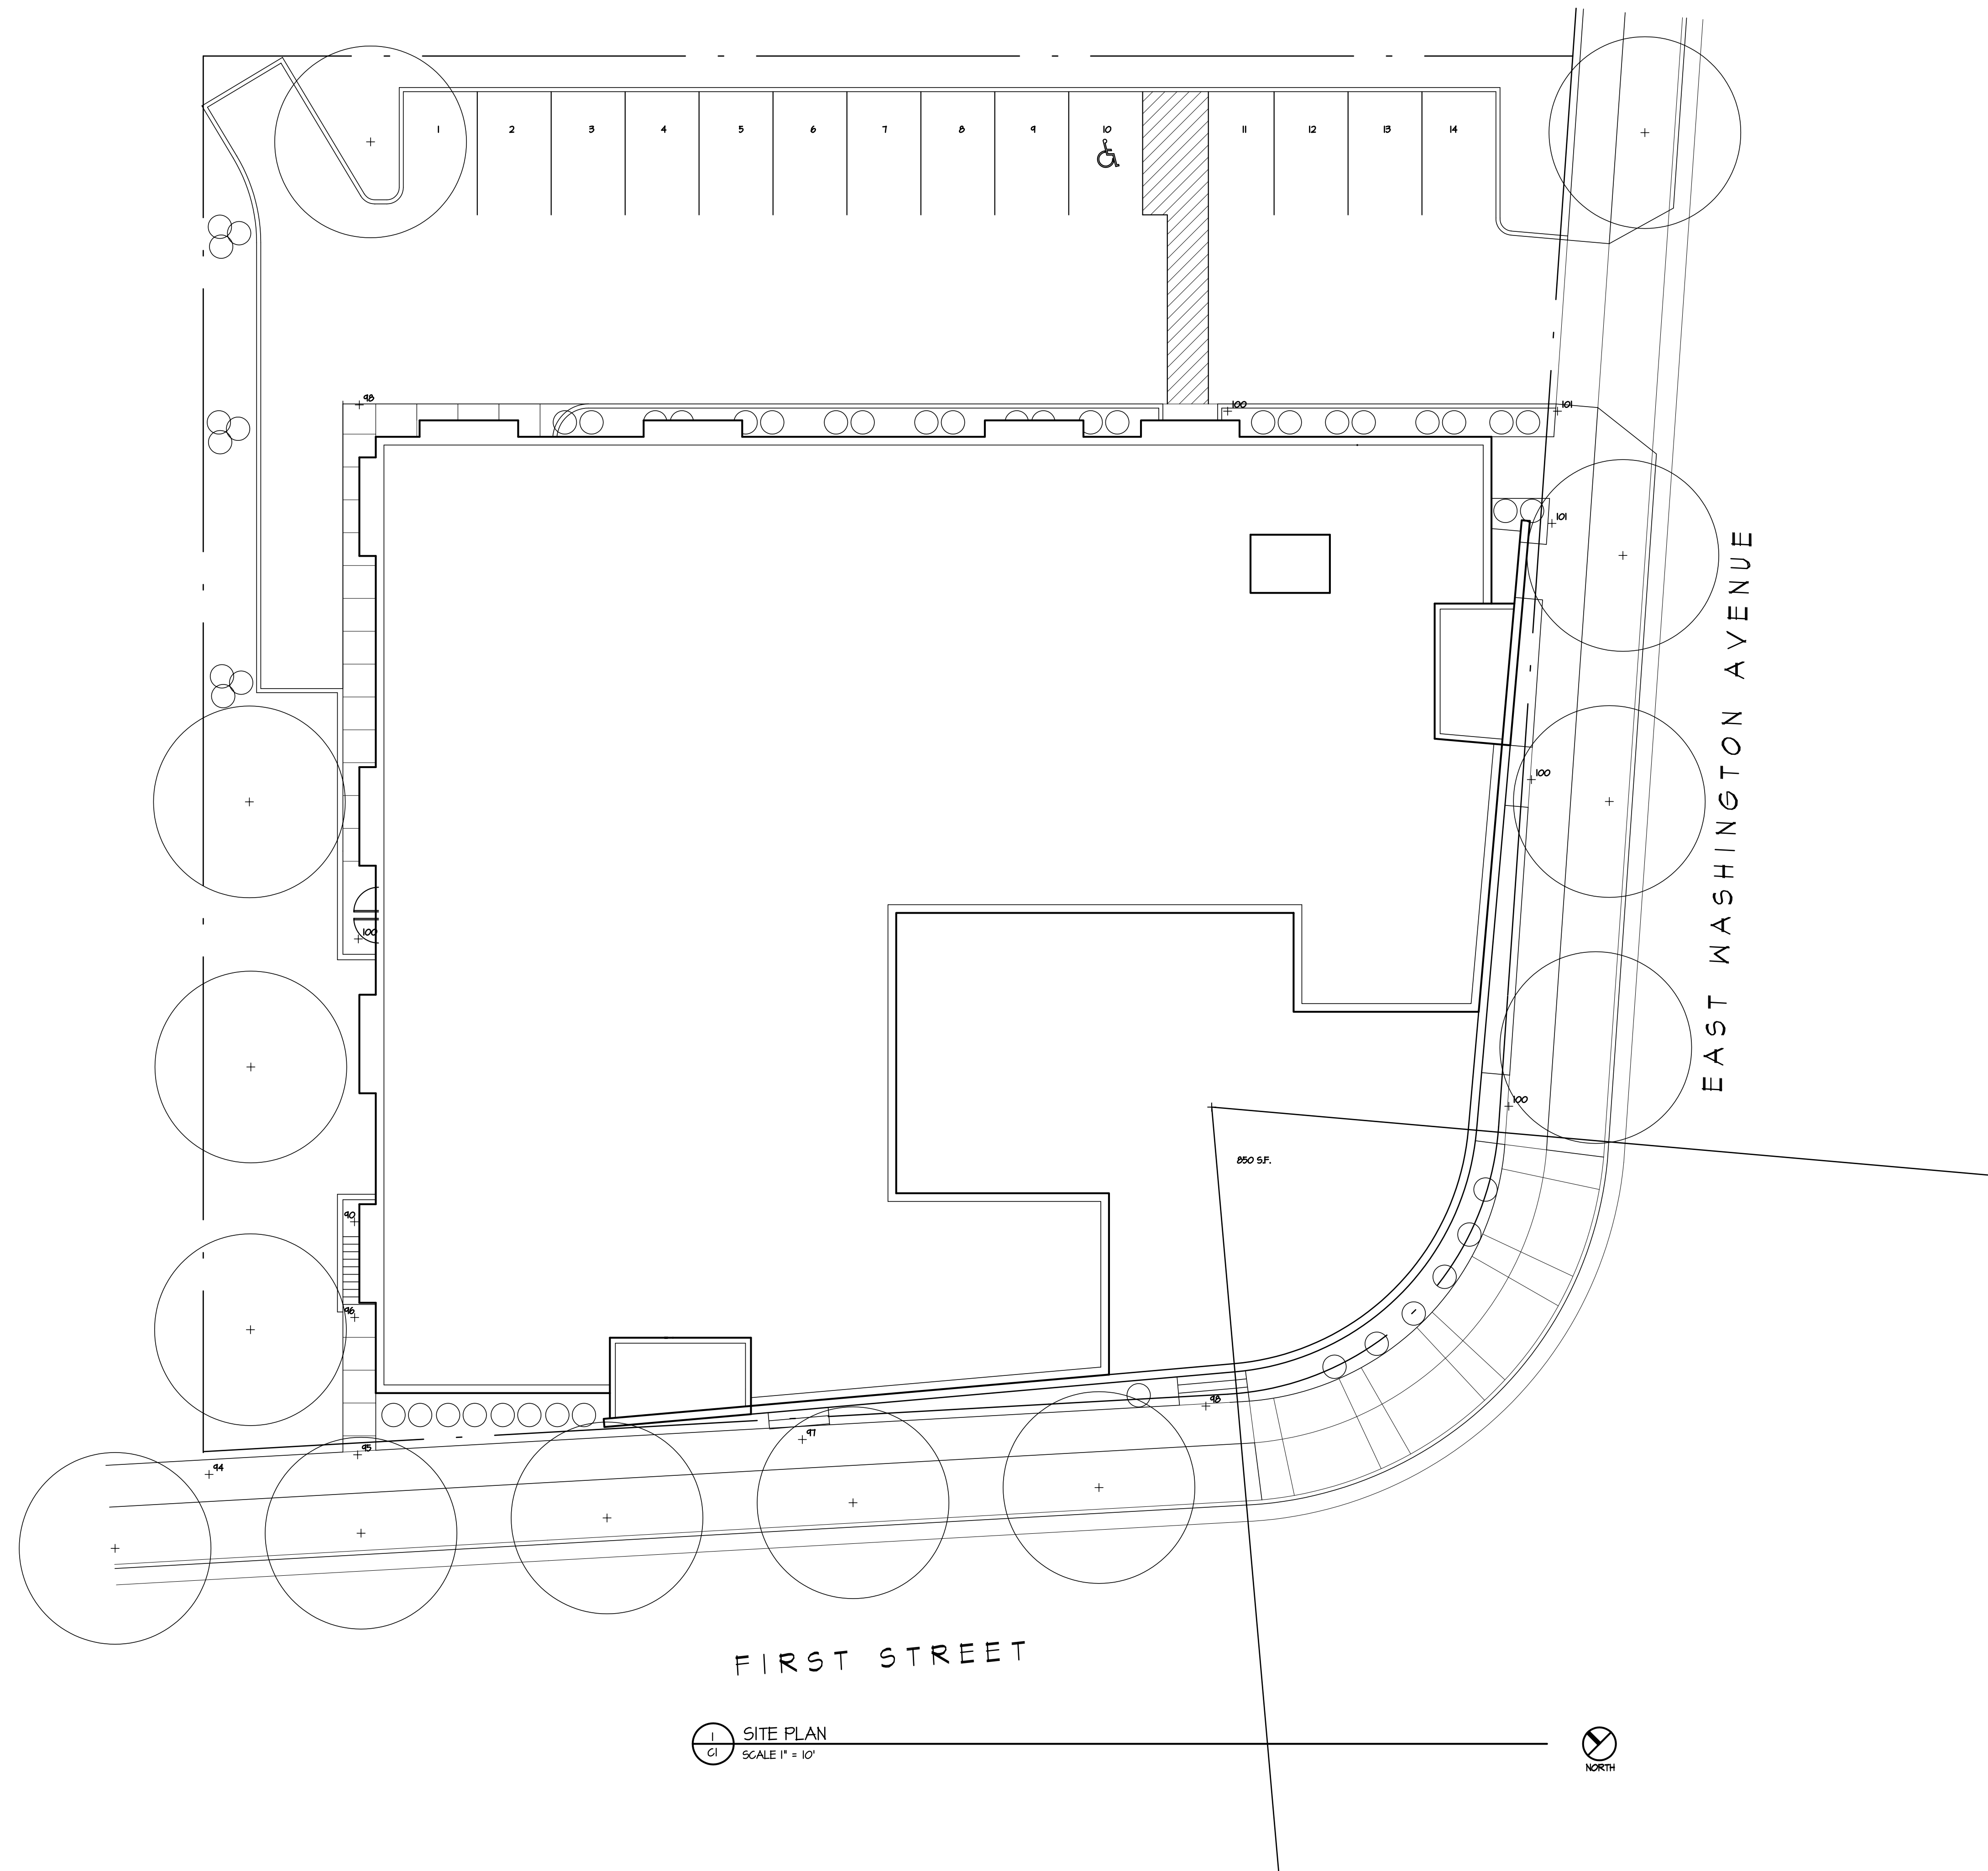 1 2 3 4 5 6 7 8 9 10 11 12 13 14
98
100
101
101
EAST WASHINGTON AVENUE
100
100
100
850 S.F.
90
96
98
97
95
94
FIRST STREET
1
C1
SITE PLAN
SCALE 1" = 10'
NORTH